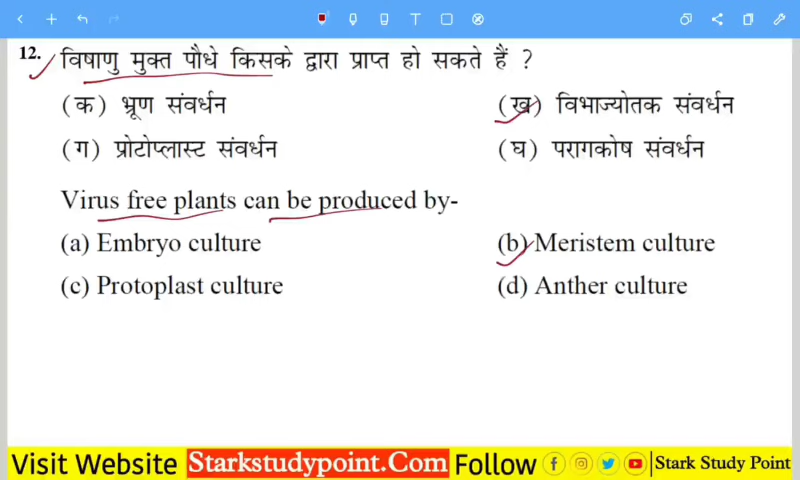 12. विषाणु मुक्त पौधे किसके द्वारा प्राप्त हो सकते हैं ?
(क) भ्रूण संवर्धन (ख) विभाज्योतक संवर्धन
(ग) प्रोटोप्लास्ट संवर्धन (घ) परागकोष संवर्धन
Virus free plants can be produced by-
(a) Embryo culture (b) Meristem culture
(c) Protoplast culture (d) Anther culture
Visit Website Starkstudypoint.Com Follow Stark Study Point